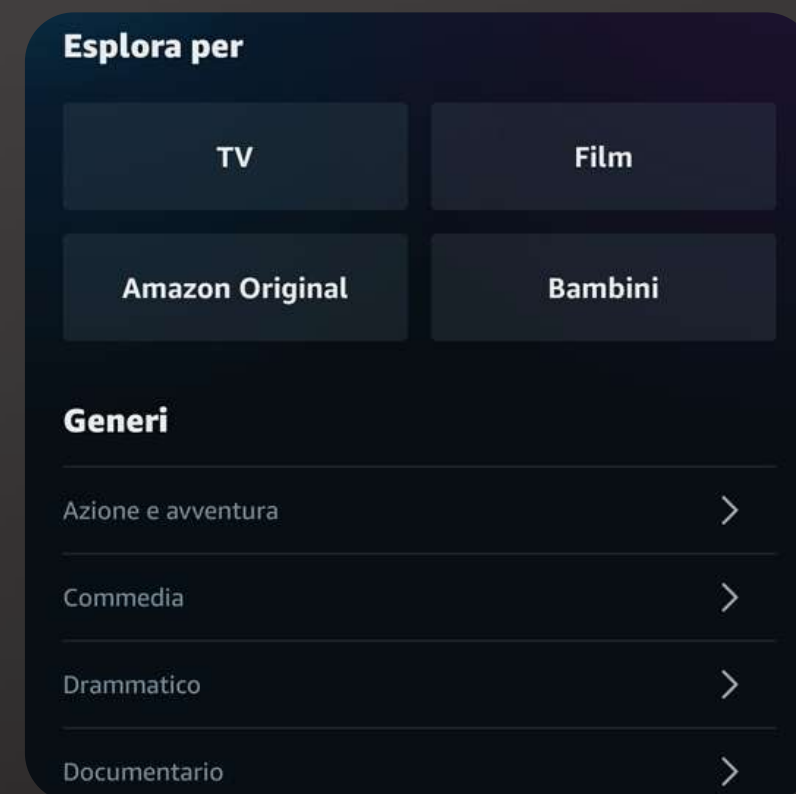 Esplora per
TV Film
Amazon Original Bambini
Generi
Azione e avventura
Commedia
Drammatico
Documentario